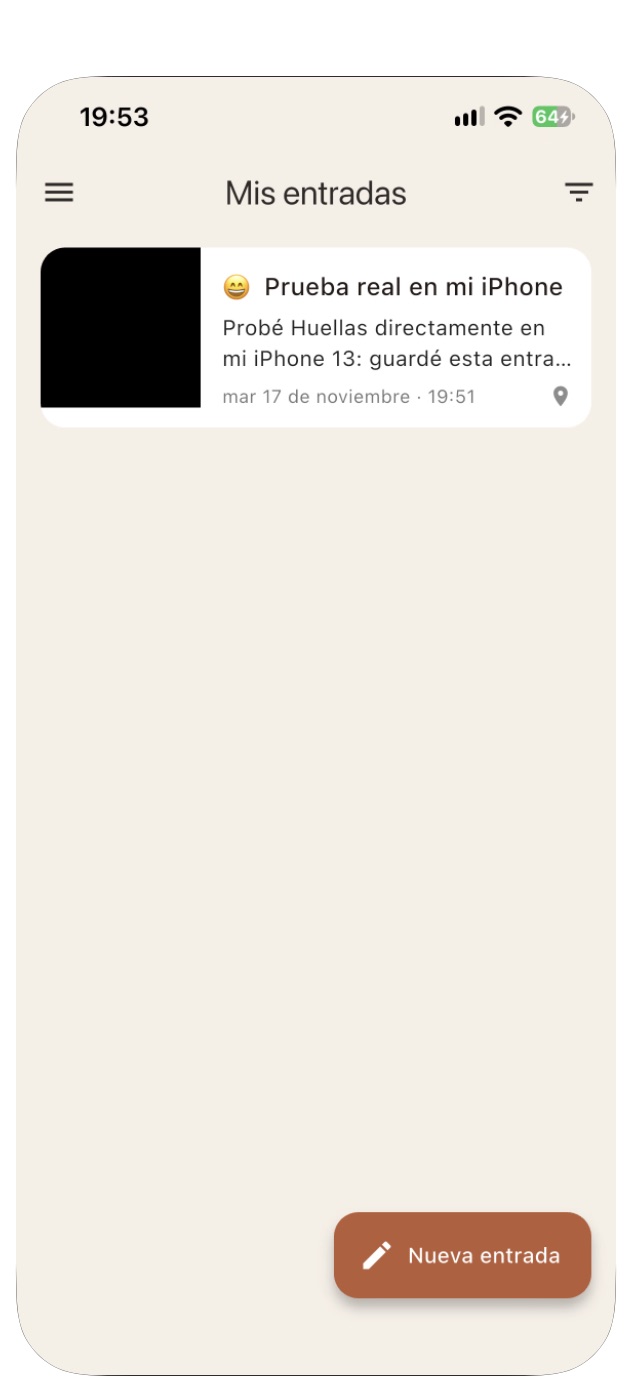 19:53
64
Mis entradas
😄 Prueba real en mi iPhone
Probé Huellas directamente en
mi iPhone 13: guardé esta entra...
mar 17 de noviembre · 19:51
Nueva entrada